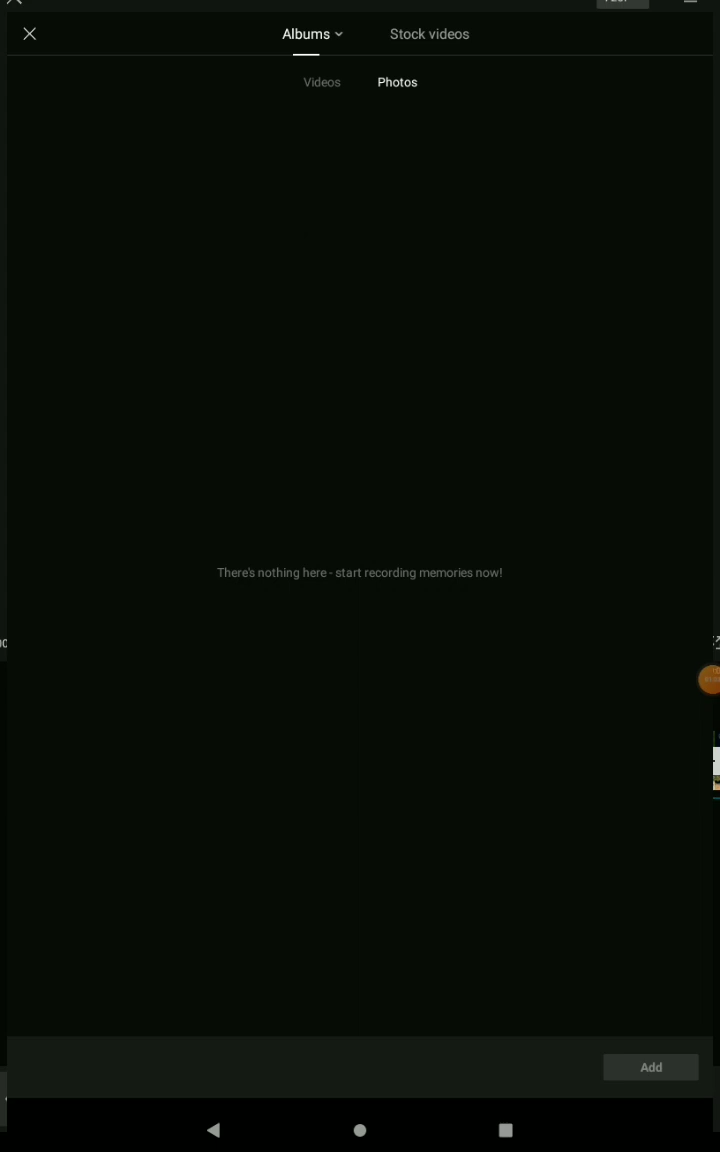 Albums Stock videos
Videos Photos
There's nothing here - start recording memories now!
Add